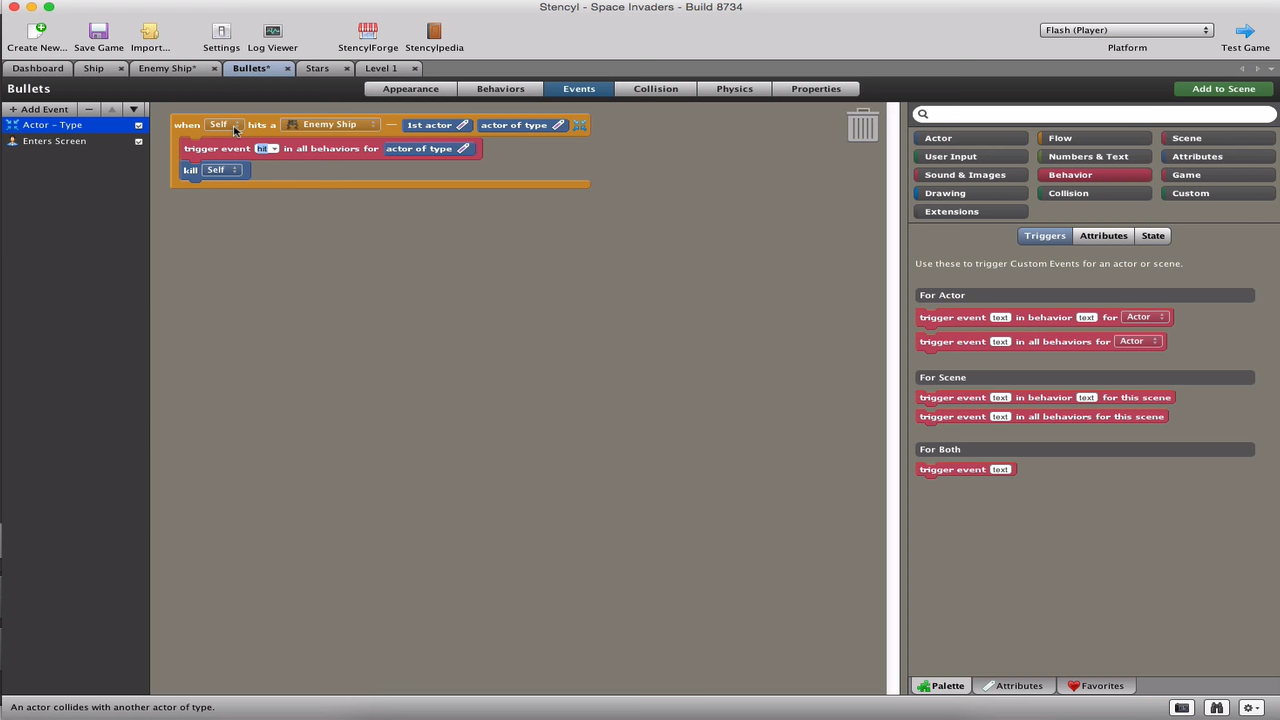 Stencyl - Space Invaders - Build 8734
Create New... Save Game Import... Settings Log Viewer StencylForge Stencylpedia Flash (Player) Platform Test Game
Dashboard Ship × Enemy Ship* × Bullets* × Stars × Level 1 ×
Bullets Appearance Behaviors Events Collision Physics Properties Add to Scene
+ Add Event
Actor - Type
Enters Screen
when Self hits a Enemy Ship — 1st actor actor of type
trigger event hit in all behaviors for actor of type
kill Self
Actor Flow Scene
User Input Numbers & Text Attributes
Sound & Images Behavior Game
Drawing Collision Custom
Extensions
Triggers Attributes State
Use these to trigger Custom Events for an actor or scene.
For Actor
trigger event text in behavior text for Actor
trigger event text in all behaviors for Actor
For Scene
trigger event text in behavior text for this scene
trigger event text in all behaviors for this scene
For Both
trigger event text
Palette Attributes Favorites
An actor collides with another actor of type.